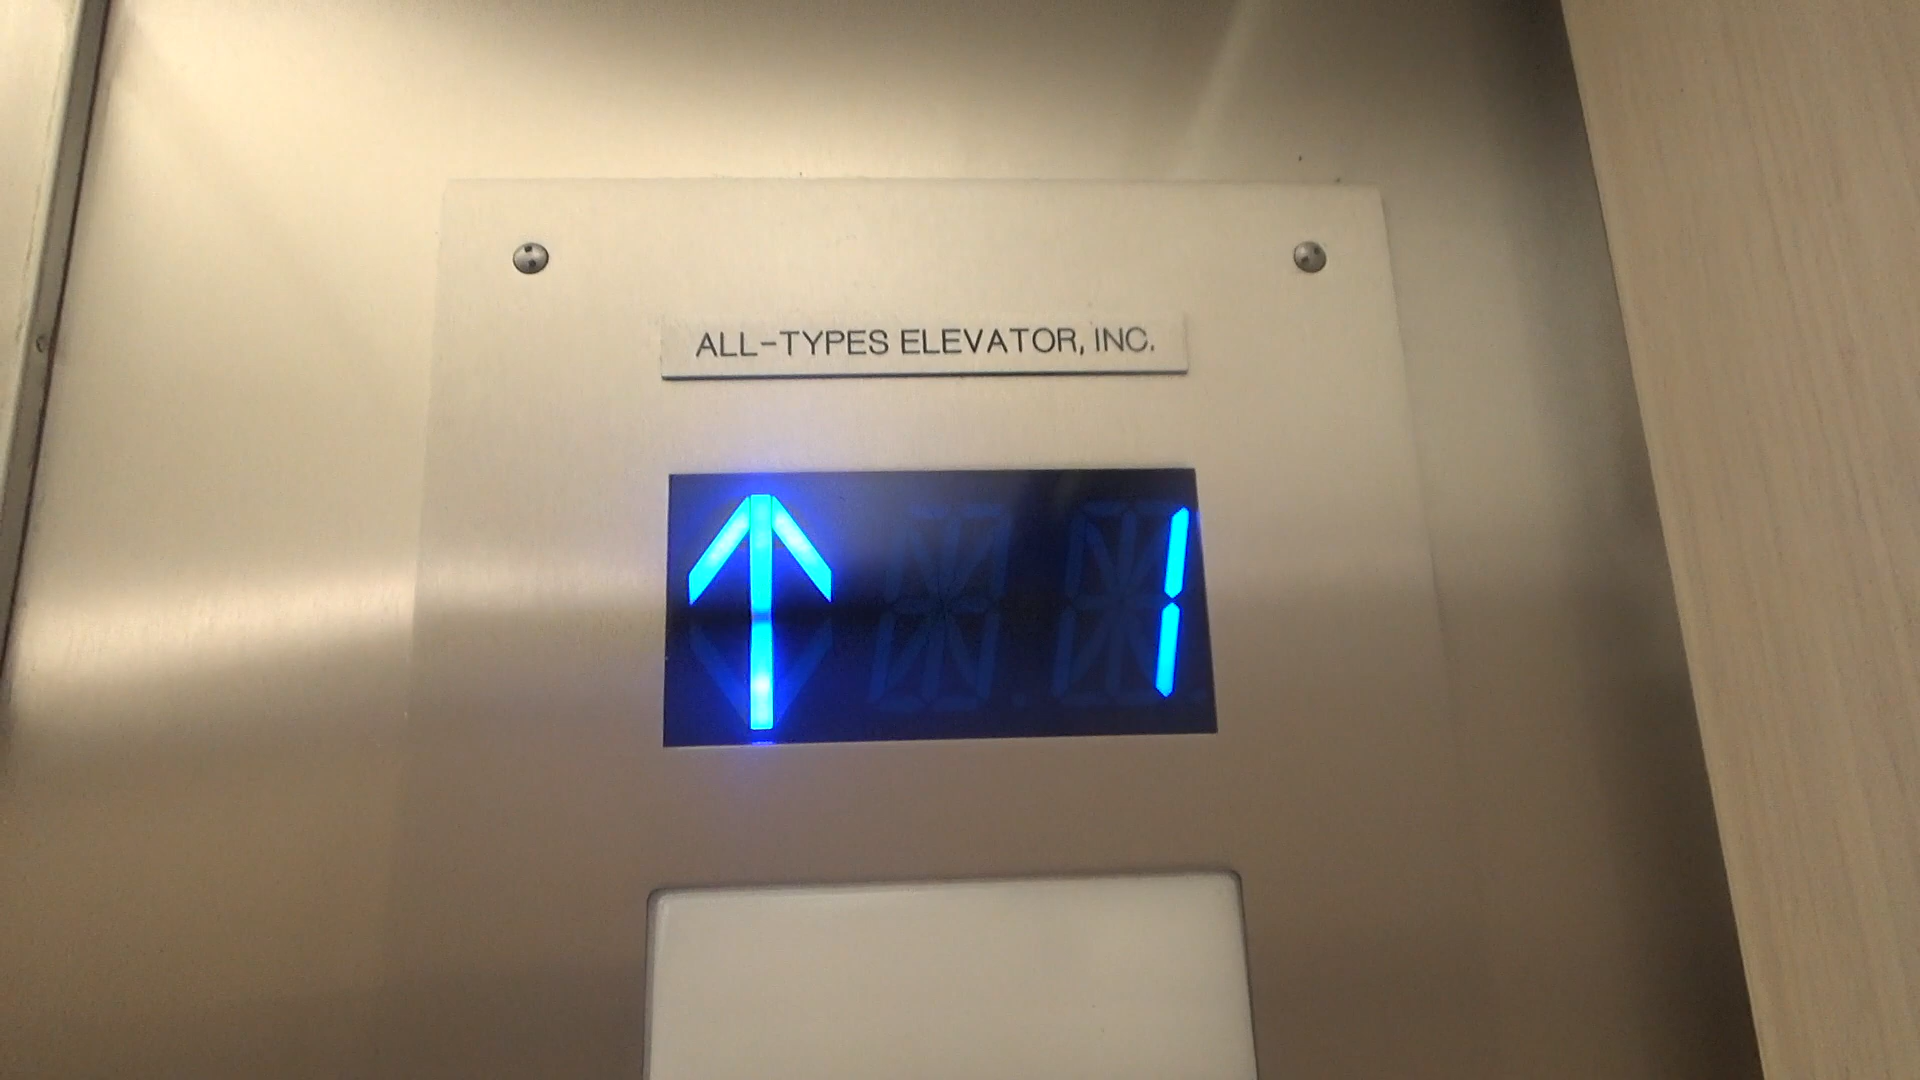 ALL-TYPES ELEVATOR, INC.
↑ 1